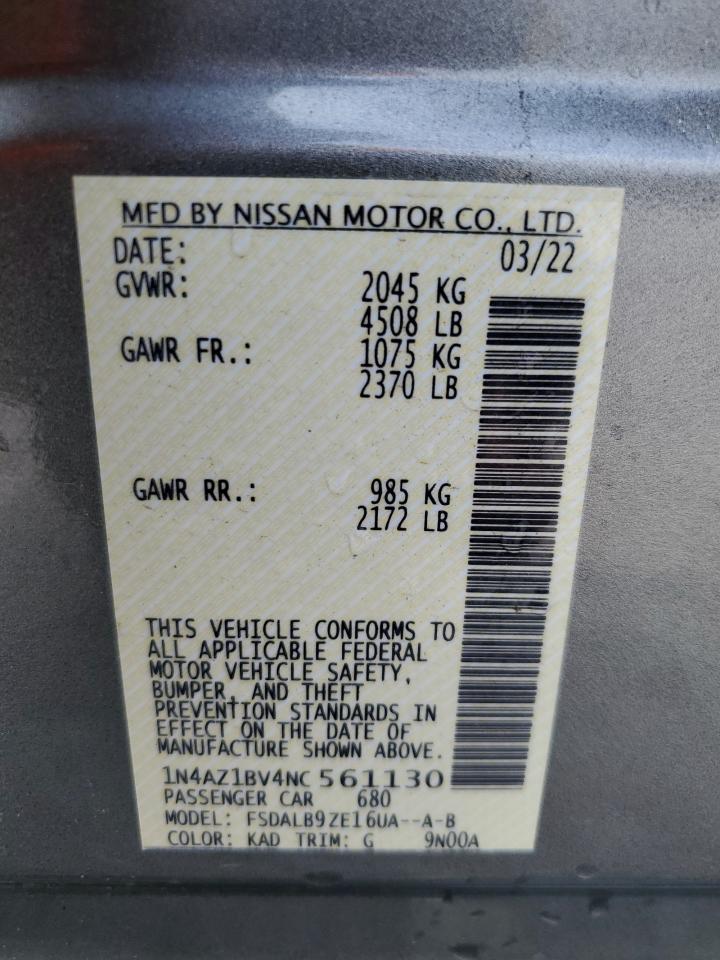 MFD BY NISSAN MOTOR CO., LTD.
DATE: 03/22
GVWR: 2045 KG
4508 LB
GAWR FR.: 1075 KG
2370 LB
GAWR RR.: 985 KG
2172 LB
THIS VEHICLE CONFORMS TO
ALL APPLICABLE FEDERAL
MOTOR VEHICLE SAFETY,
BUMPER, AND THEFT
PREVENTION STANDARDS IN
EFFECT ON THE DATE OF
MANUFACTURE SHOWN ABOVE.
1N4AZ1BV4NC 561130
PASSENGER CAR 680
MODEL: FSDALB9ZE16UA--A-B
COLOR: KAD TRIM: G 9N00A